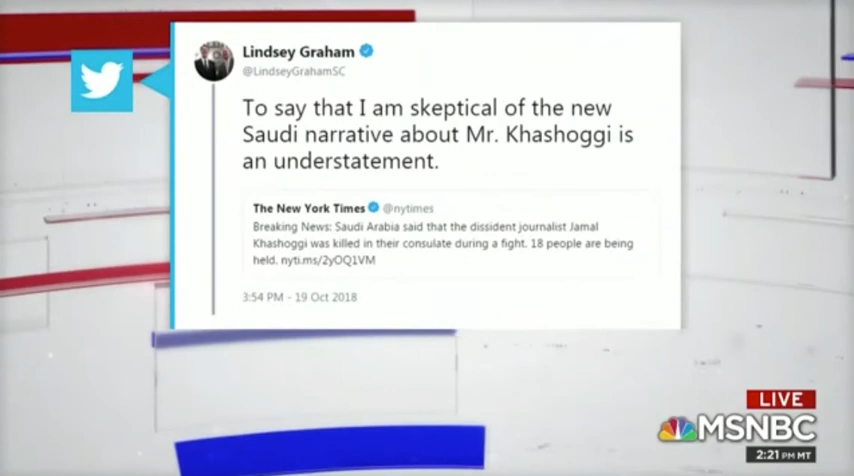 Lindsey Graham
@LindseyGrahamSC
To say that I am skeptical of the new
Saudi narrative about Mr. Khashoggi is
an understatement.
The New York Times @nytimes
Breaking News: Saudi Arabia said that the dissident journalist Jamal
Khashoggi was killed in their consulate during a fight. 18 people are being
held. nyti.ms/2yOQ1VM
3:54 PM - 19 Oct 2018
LIVE
MSNBC
2:21 PM MT